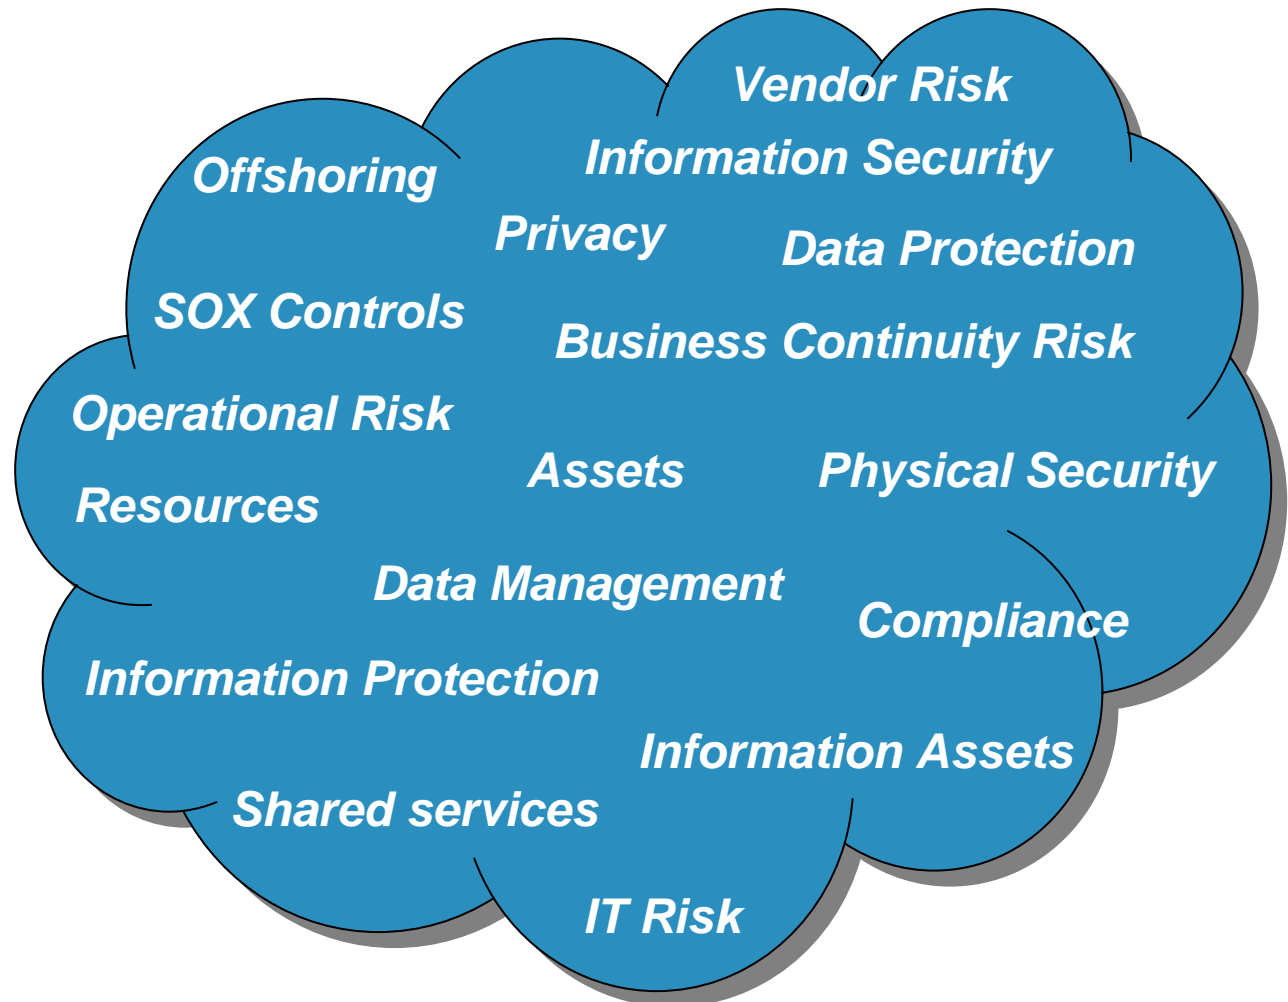 Vendor Risk
Information Security
Offshoring
Privacy
Data Protection
SOX Controls
Business Continuity Risk
Operational Risk
Assets
Physical Security
Resources
Data Management
Compliance
Information Protection
Information Assets
Shared services
IT Risk